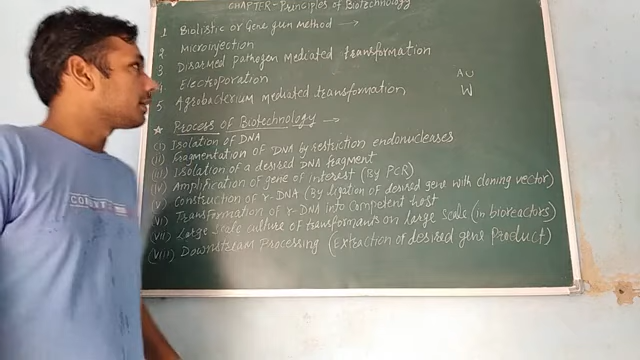 CHAPTER-Principles of Biotechnology
1 Biolistic or Gene gun method →
2. Microinjection
3 Disarmed pathogen mediated transformation
4. Electroporation
5 Agrobacterium mediated transformation
AU
W
★ Process of Biotechnology →
(i) Isolation of DNA
(ii) Fragmentation of DNA by restriction endonucleases
(iii) Isolation of a desired DNA fragment
(iv) Amplification of gene of interest (By PCR)
(v) Construction of r-DNA (By ligation of desired gene with cloning vector)
(vi) Transformation of r-DNA into competent host
(vii) Large scale culture of transformants on large scale (in bioreactors)
(viii) Downstream Processing (Extraction of desired gene Product)